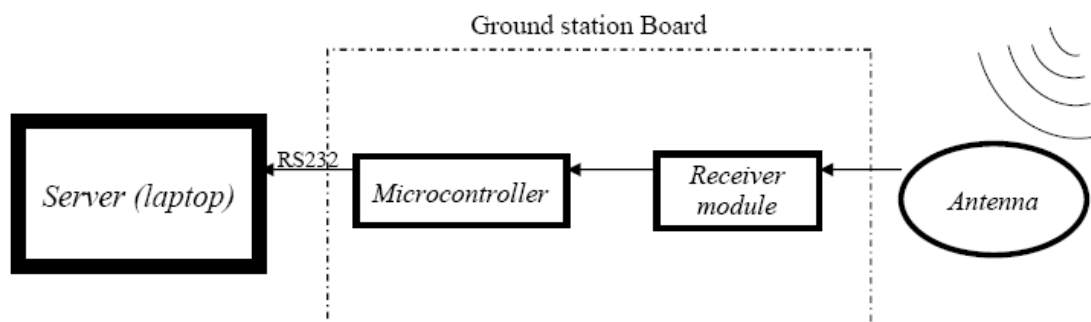 Ground station Board
Server (laptop)
RS232
Microcontroller
Receiver
module
Antenna